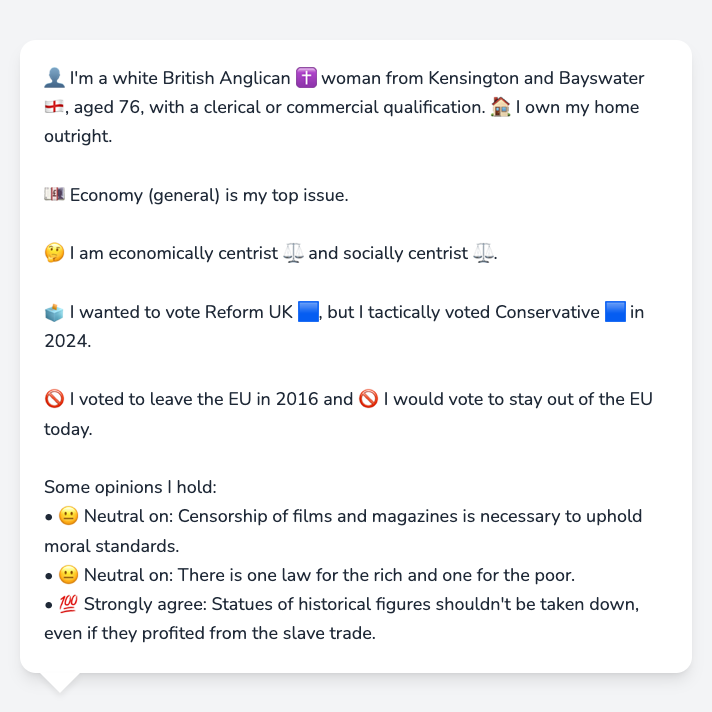 👤 I'm a white British Anglican ✝️ woman from Kensington and Bayswater
🏴󠁧󠁢󠁥󠁮󠁧󠁿, aged 76, with a clerical or commercial qualification. 🏠 I own my home
outright.
💷 Economy (general) is my top issue.
🤔 I am economically centrist ⚖️ and socially centrist ⚖️.
🗳️ I wanted to vote Reform UK 🟦, but I tactically voted Conservative 🟦 in
2024.
🚫 I voted to leave the EU in 2016 and 🚫 I would vote to stay out of the EU
today.
Some opinions I hold:
• 😐 Neutral on: Censorship of films and magazines is necessary to uphold
moral standards.
• 😐 Neutral on: There is one law for the rich and one for the poor.
• 💯 Strongly agree: Statues of historical figures shouldn't be taken down,
even if they profited from the slave trade.